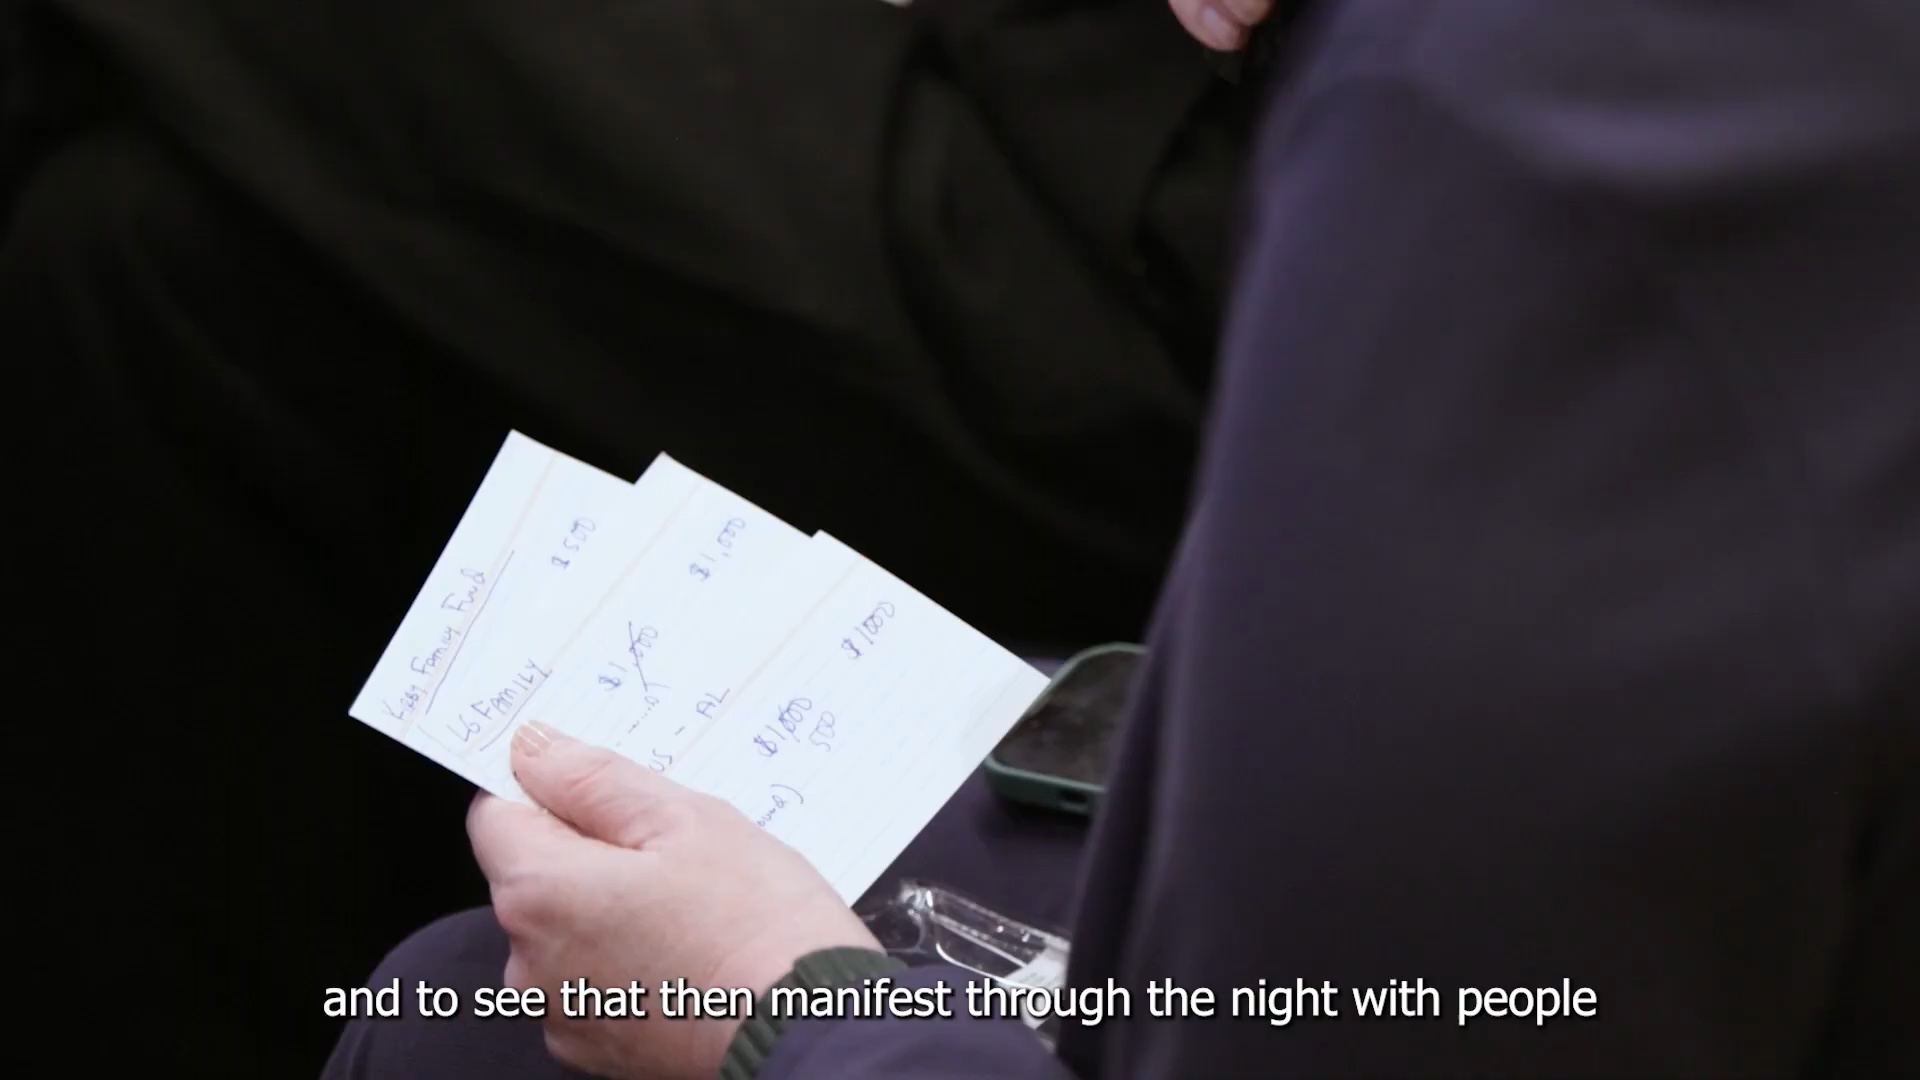 Family Fund
$500
LG FAMILY
$1,000
$1,000
US - AL
$1000
$1,000
500
and to see that then manifest through the night with people